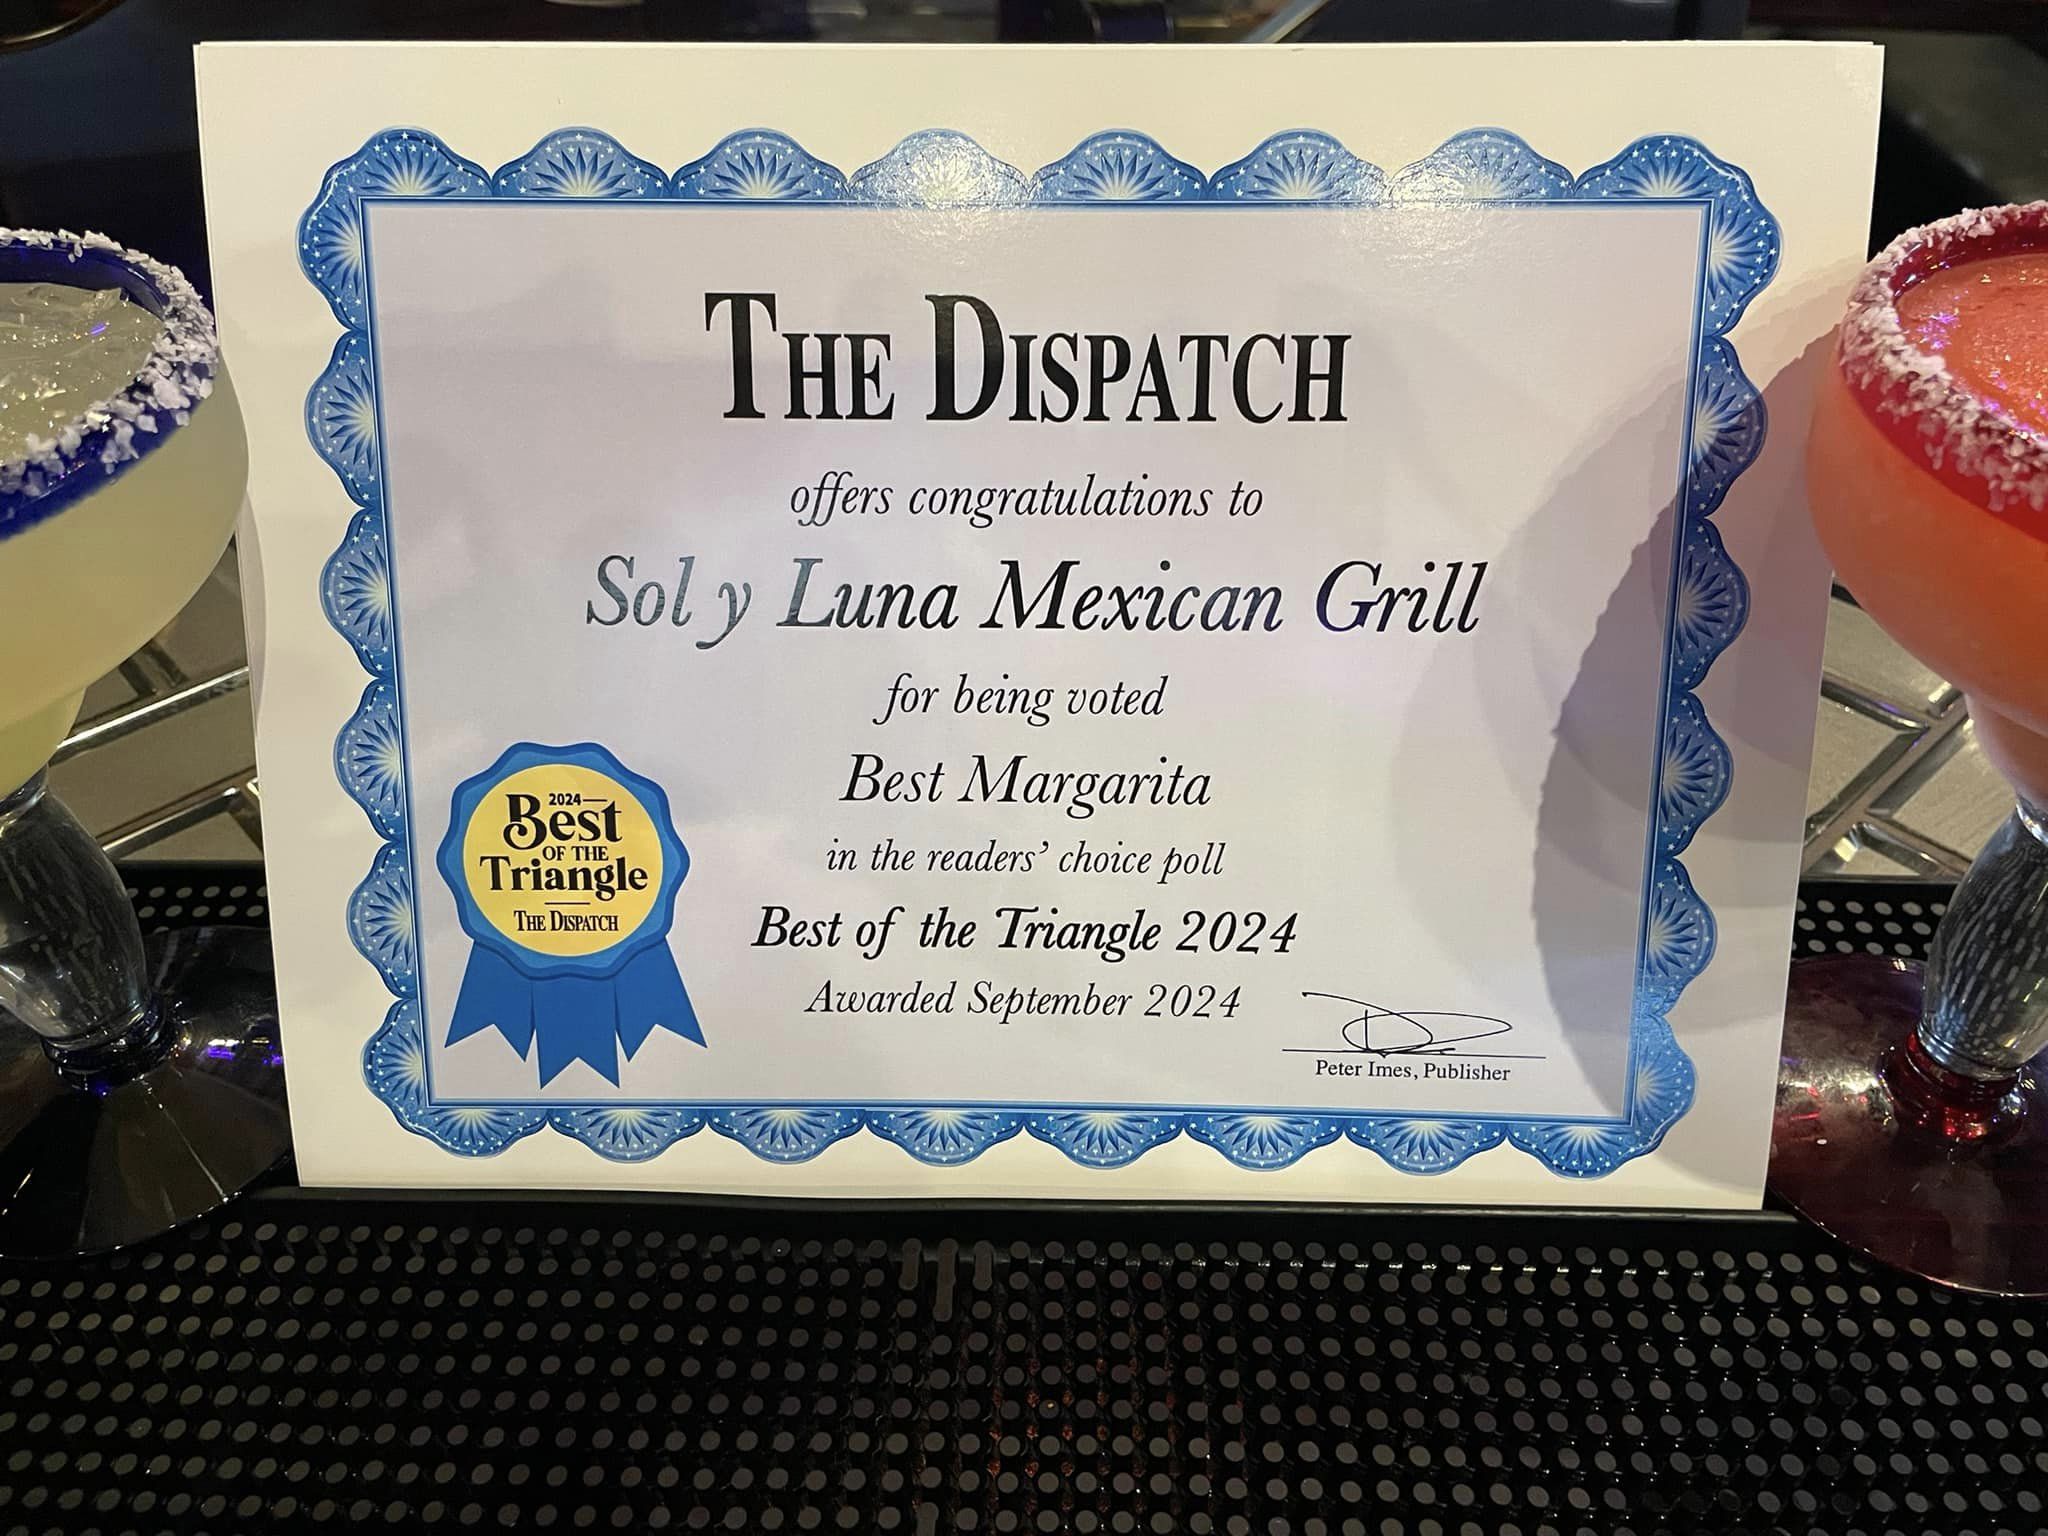 THE DISPATCH
offers congratulations to
Sol y Luna Mexican Grill
for being voted
Best Margarita
in the readers’ choice poll
Best of the Triangle 2024
Awarded September 2024
Peter Imes, Publisher
2024
Best
OF THE
Triangle
THE DISPATCH